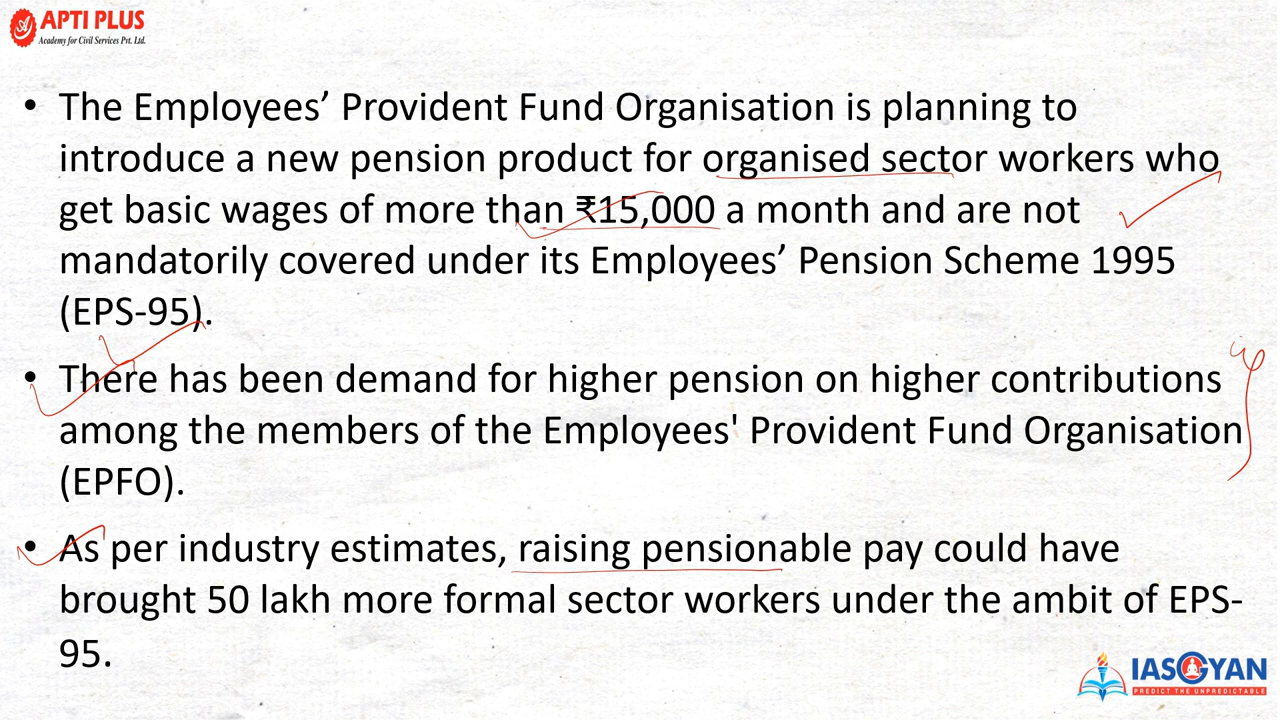 APTI PLUS
Academy for Civil Services Pvt. Ltd.
• The Employees’ Provident Fund Organisation is planning to
introduce a new pension product for organised sector workers who
get basic wages of more than ₹15,000 a month and are not
mandatorily covered under its Employees’ Pension Scheme 1995
(EPS-95).
• There has been demand for higher pension on higher contributions
among the members of the Employees' Provident Fund Organisation
(EPFO).
• As per industry estimates, raising pensionable pay could have
brought 50 lakh more formal sector workers under the ambit of EPS-
95.
IASGYAN
PREDICT THE UNPREDICTABLE